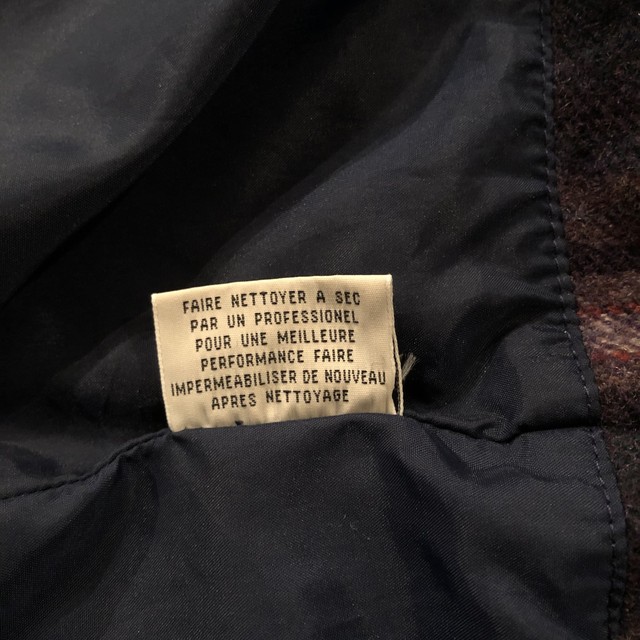 FAIRE NETTOYER A SEC
PAR UN PROFESSIONEL
POUR UNE MEILLEURE
PERFORMANCE FAIRE
IMPERMEABILISER DE NOUVEAU
APRES NETTOYAGE